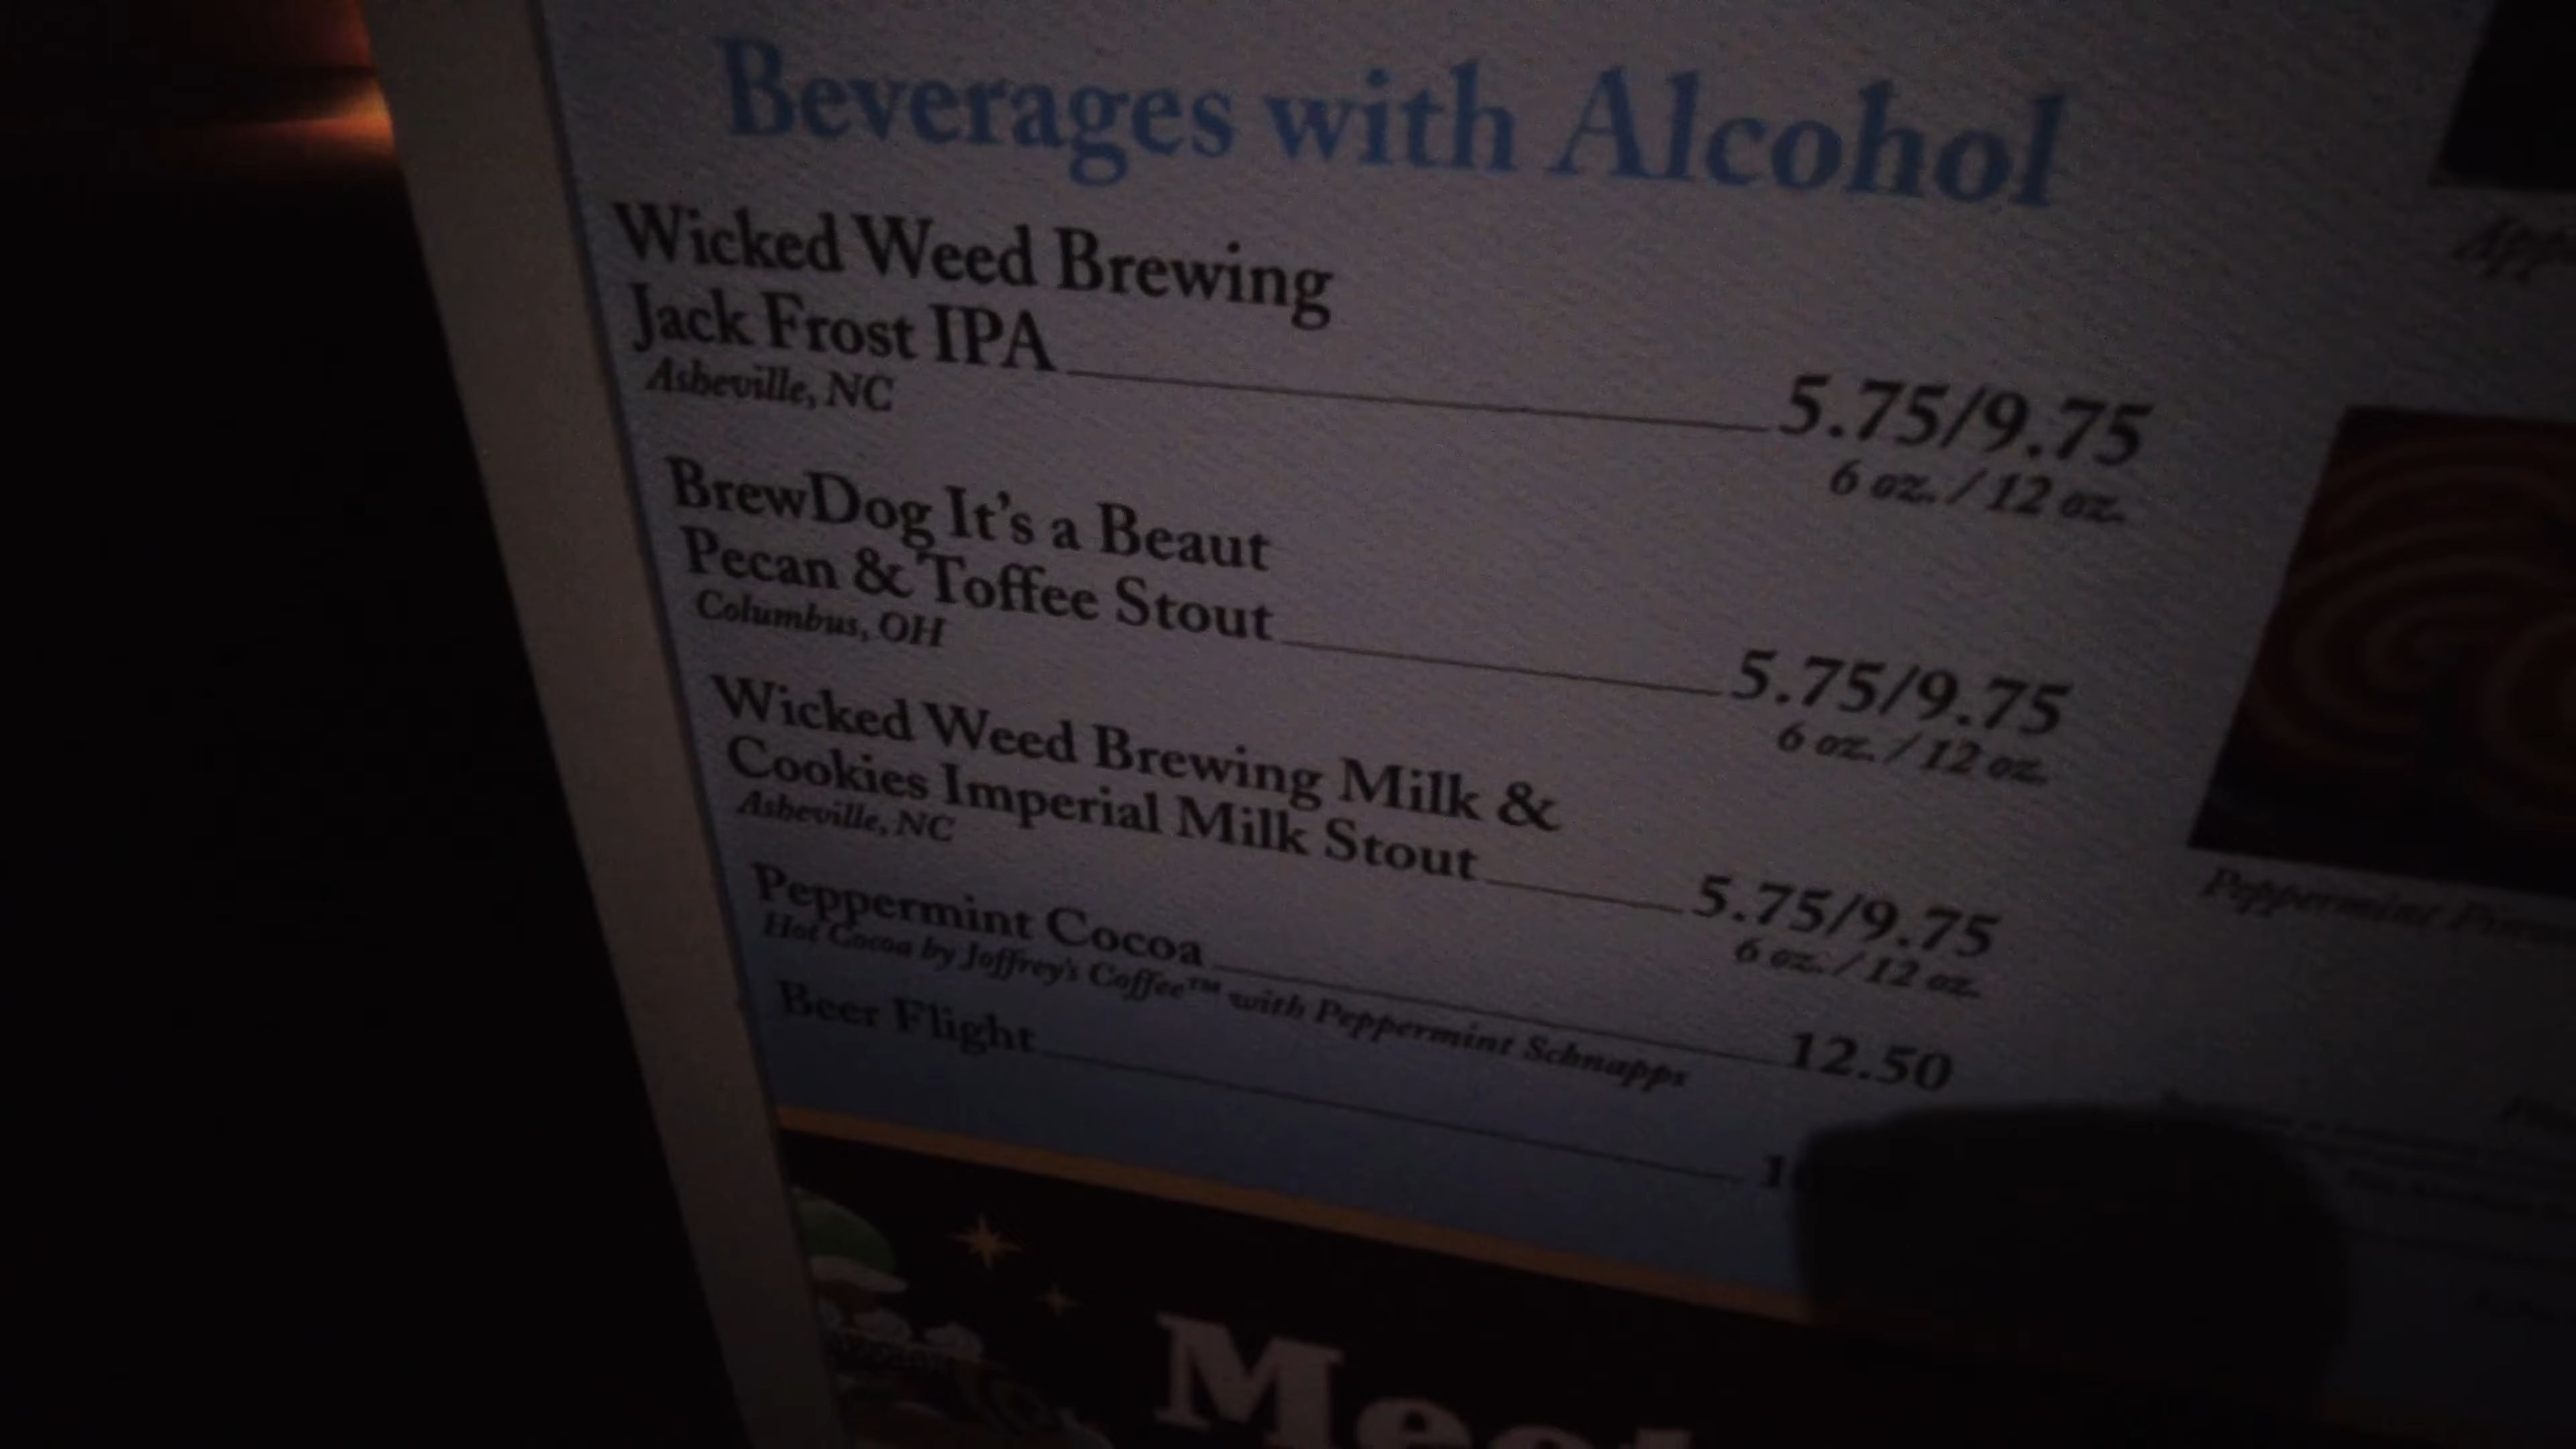 Beverages with Alcohol
Wicked Weed Brewing
Jack Frost IPA 5.75/9.75
Asheville, NC
6 oz. / 12 oz.
BrewDog It's a Beaut
Pecan & Toffee Stout 5.75/9.75
Columbus, OH
6 oz. / 12 oz.
Wicked Weed Brewing Milk &
Cookies Imperial Milk Stout 5.75/9.75
Asheville, NC
6 oz. / 12 oz.
Peppermint Cocoa 12.50
Hot Cocoa by Joffrey's Coffee™ with Peppermint Schnapps
Beer Flight
Peppermint